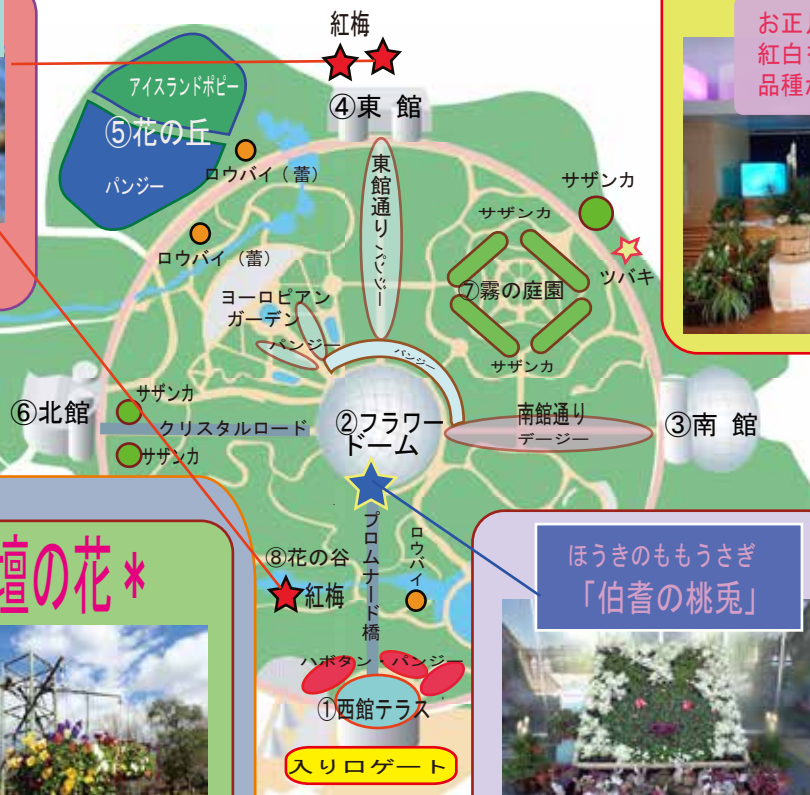 紅梅
④東 館
アイスランドポピー
⑤花の丘
パンジー
ロウバイ(蕾)
ロウバイ(蕾)
東館通り
パンジー
サザンカ
サザンカ
ツバキ
⑦霧の庭園
サザンカ
ヨーロピアン
ガーデン
パンジー
パンジー
⑥北館
サザンカ
クリスタルロード
サザンカ
②フラワー
ドーム
南館通り
デージー
③南 館
⑧花の谷
紅梅
プロムナード橋
ロウバイ
ハボタン・パンジー
①西館テラス
入り口ゲート
壇の花*
お正
紅白
品種
ほうきのももうさぎ
「伯耆の桃兎」